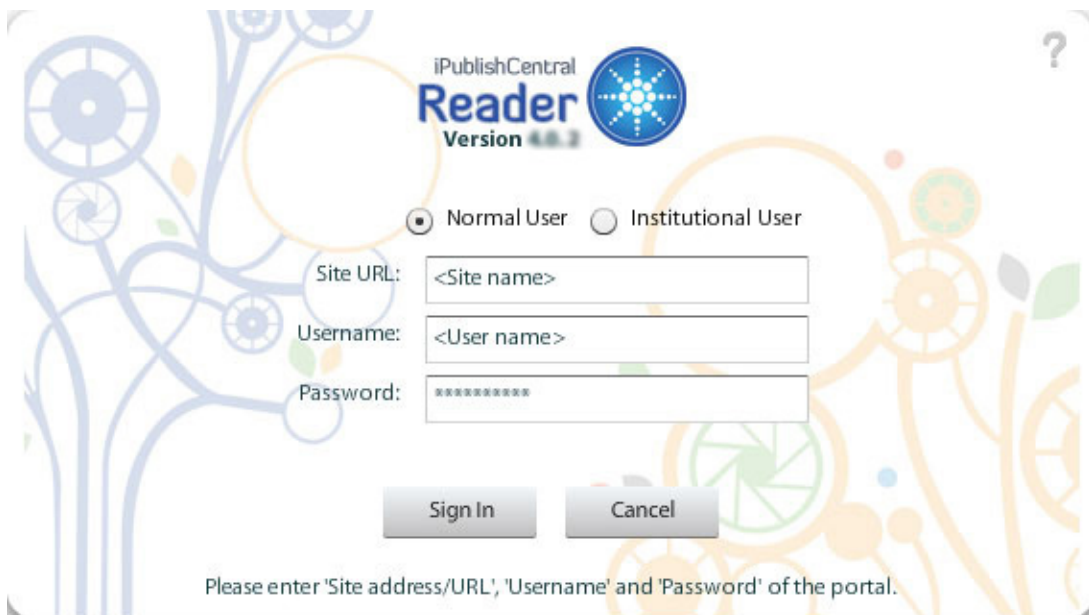 ?
iPublishCentral
Reader
Version
Normal User Institutional User
Site URL: <Site name>
Username: <User name>
Password: **********
Sign In Cancel
Please enter 'Site address/URL', 'Username' and 'Password' of the portal.